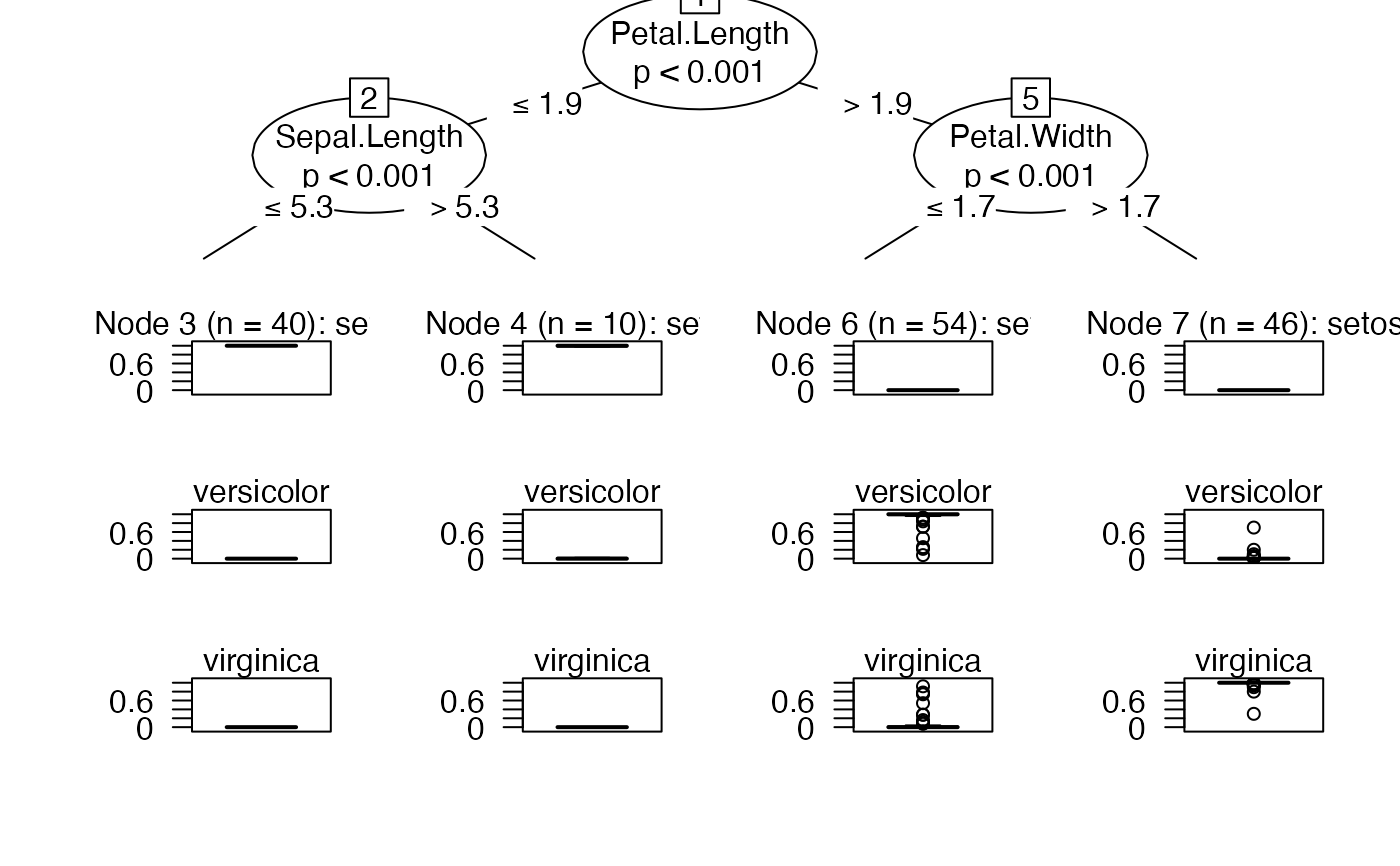 1
Petal.Length
p < 0.001
≤ 1.9
> 1.9
2
Sepal.Length
p < 0.001
≤ 5.3
> 5.3
5
Petal.Width
p < 0.001
≤ 1.7
> 1.7
Node 3 (n = 40): se
0.6
0
versicolor
0.6
0
virginica
0.6
0
Node 4 (n = 10): se
0.6
0
versicolor
0.6
0
virginica
0.6
0
Node 6 (n = 54): se
0.6
0
versicolor
0.6
0
virginica
0.6
0
Node 7 (n = 46): setos
0.6
0
versicolor
0.6
0
virginica
0.6
0